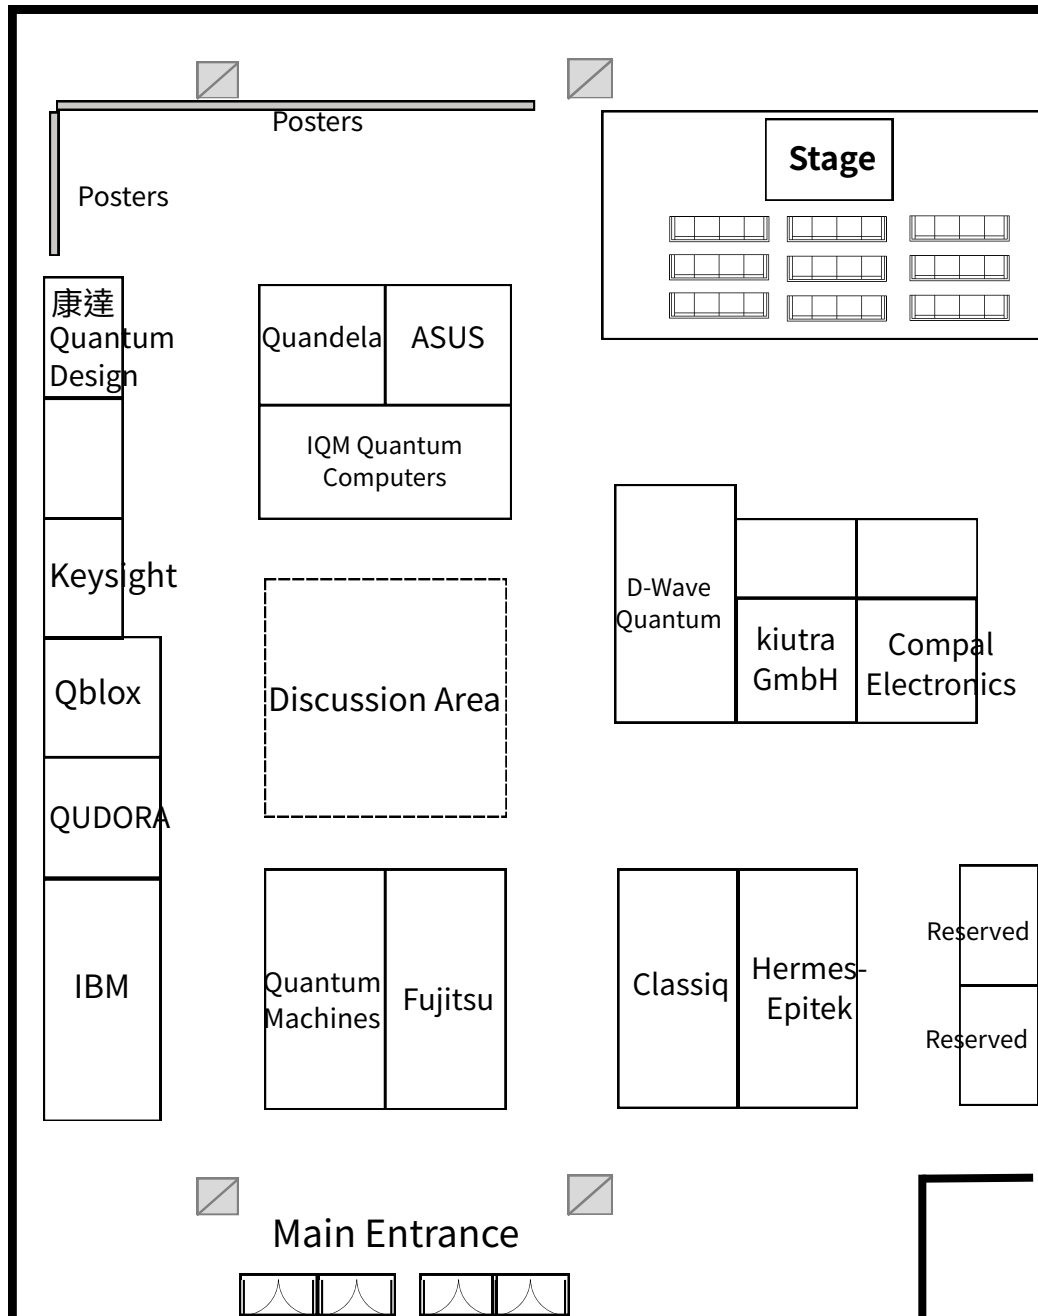 Posters
Stage
Posters
康達
Quantum
Design
Quandela
ASUS
IQM Quantum
Computers
Keysight
D-Wave
Quantum
kiutra
GmbH
Compal
Electronics
Qblox
Discussion Area
QUDORA
IBM
Quantum
Machines
Fujitsu
Classiq
Hermes-
Epitek
Reserved
Reserved
Main Entrance